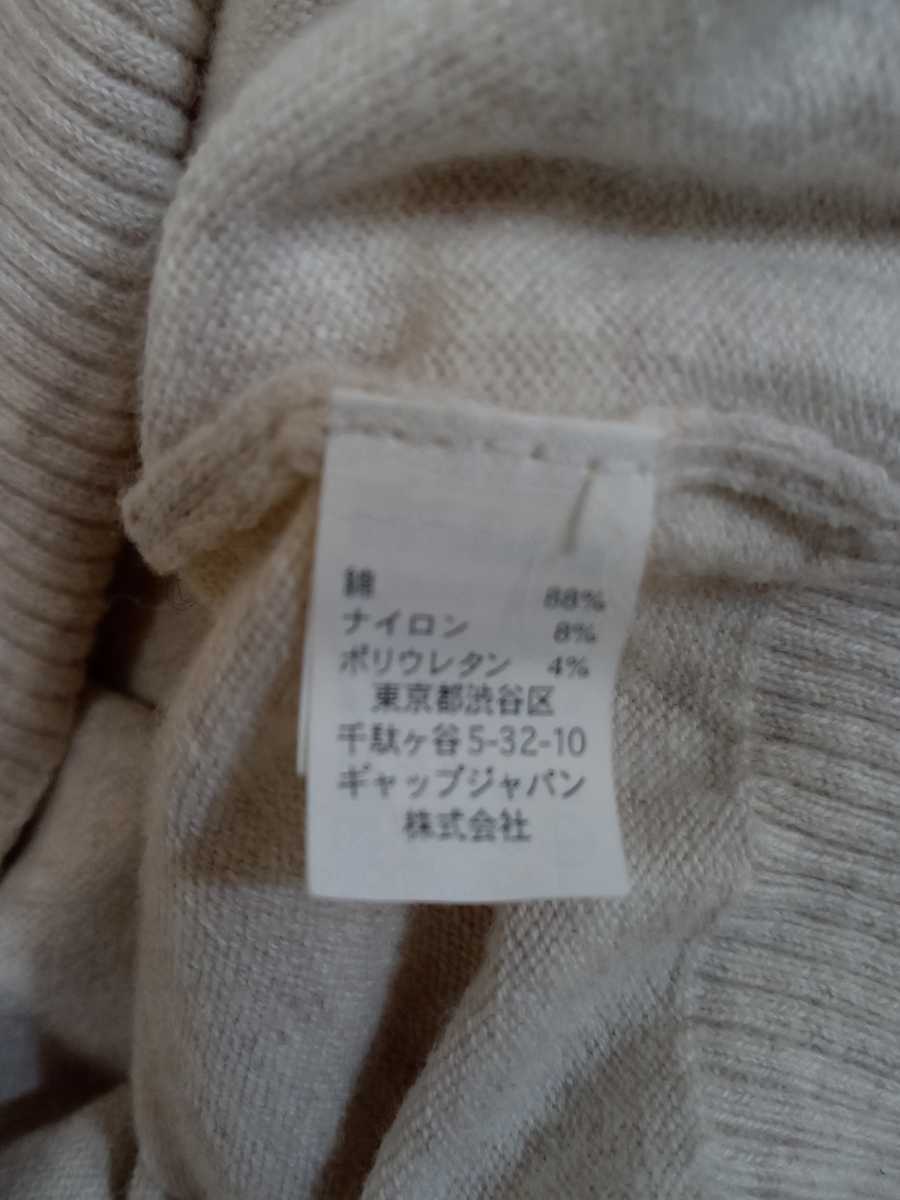 綿 88%
ナイロン 8%
ポリウレタン 4%
東京都渋谷区
千駄ヶ谷5-32-10
ギャップジャパン
株式会社